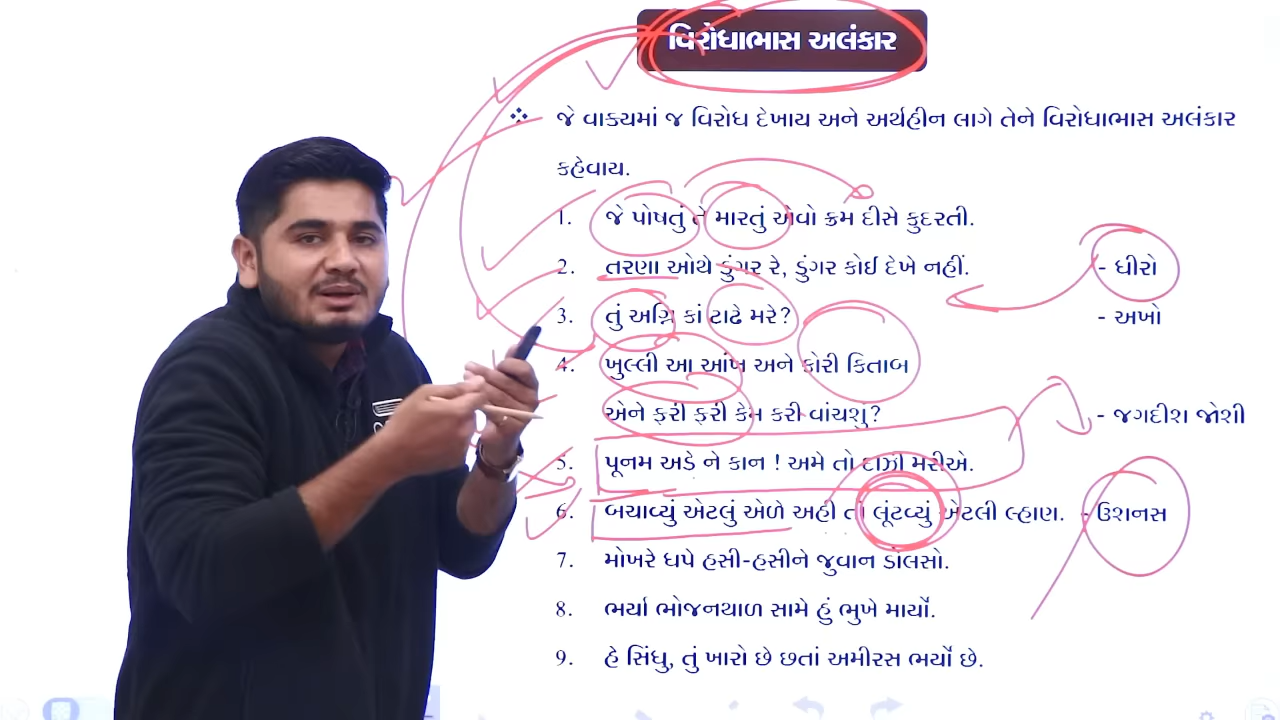 વિરોધાભાસ અલંકાર
❖ જે વાક્યમાં જ વિરોધ દેખાય અને અર્થહીન લાગે તેને વિરોધાભાસ અલંકાર
કહેવાય.
1. જે પોષતું તે મારતું એવો ક્રમ દીસે કુદરતી.
2. તરણા ઓથે ડુંગર રે, ડુંગર કોઈ દેખે નહીં. - ધીરો
3. તું અગ્નિ કાં ટાઢે મરે? - અખો
4. ખુલ્લી આ આંખ અને કોરી કિતાબ
એને ફરી ફરી કેમ કરી વાંચશું? - જગદીશ જોશી
5. પૂનમ અડે ને કાન ! અમે તો દાઝી મરીએ.
6. બચાવ્યું એટલું એળે અહીં તો લૂંટવ્યું એટલી લ્હાણ. - ઉશનસ
7. મોખરે ધપે હસી-હસીને જુવાન ડોલસો.
8. ભર્યા ભોજનથાળ સામે હું ભુખે માર્યો.
9. હે સિંધુ, તું ખારો છે છતાં અમીરસ ભર્યો છે.